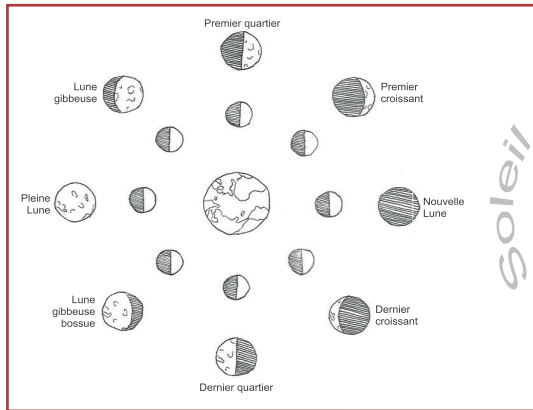 Premier quartier
Lune
gibbeuse
Premier
croissant
Pleine
Lune
Nouvelle
Lune
Soleil
Lune
gibbeuse
bossue
Dernier
croissant
Dernier quartier